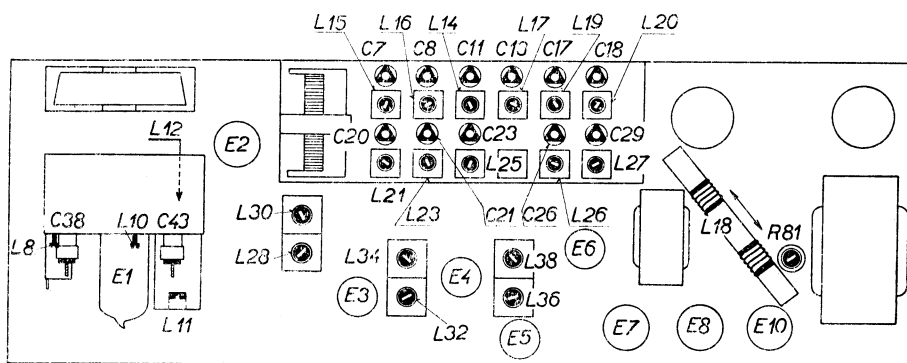 L15 L16 L14 L17 L19 L20
C7 C8 C11 C13 C17 C18
L12
E2 C20 C23 C29
L25 L27
L21
C38 L10 C43 L30 L23 C21 C26 L26 L18
L8 L28 L34 E4 L38 E6 R81
E1 E3 L36
L11 L32 E5 E7 E8 E10